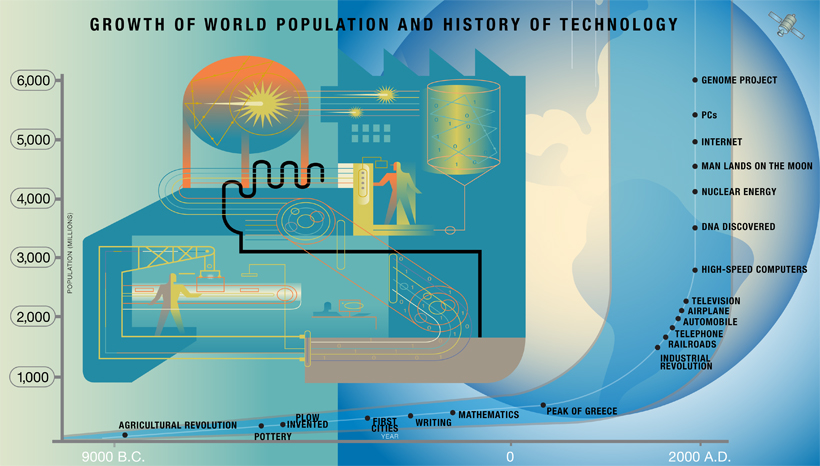 GROWTH OF WORLD POPULATION AND HISTORY OF TECHNOLOGY
6,000
5,000
4,000
3,000
2,000
1,000
POPULATION (MILLIONS)
GENOME PROJECT
PCs
INTERNET
MAN LANDS ON THE MOON
NUCLEAR ENERGY
DNA DISCOVERED
HIGH-SPEED COMPUTERS
TELEVISION
AIRPLANE
AUTOMOBILE
TELEPHONE
RAILROADS
INDUSTRIAL
REVOLUTION
PEAK OF GREECE
MATHEMATICS
WRITING
FIRST
CITIES
PLOW
INVENTED
POTTERY
AGRICULTURAL REVOLUTION
YEAR
9000 B.C.
0
2000 A.D.